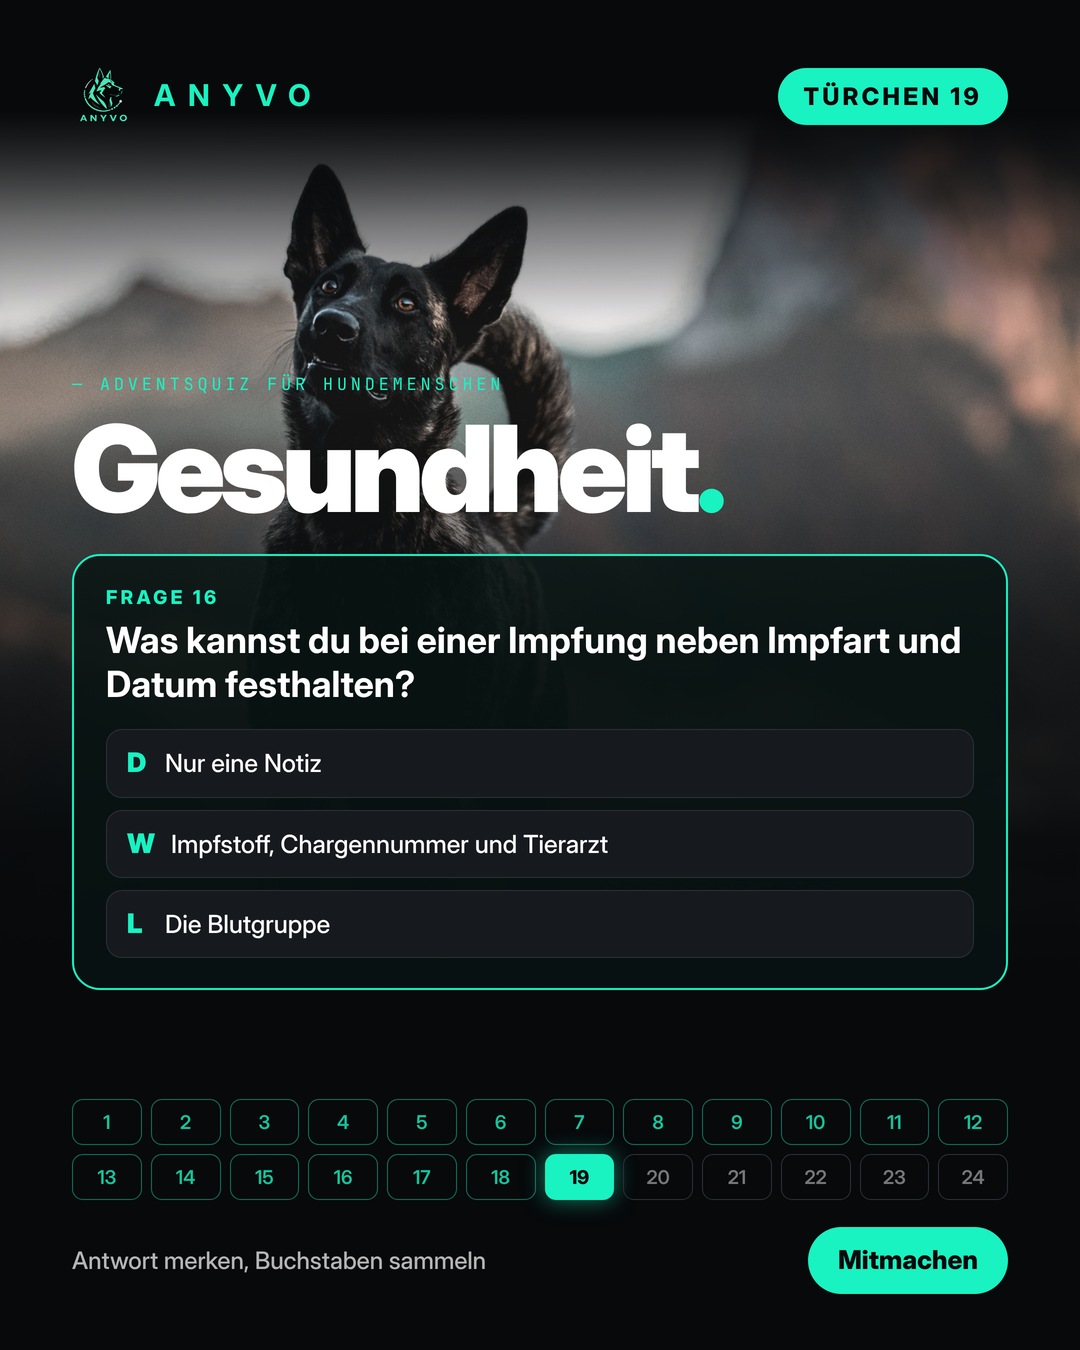 ANYVO
ANYVO
TÜRCHEN 19
— ADVENTSQUIZ FÜR HUNDEMENSCHEN
Gesundheit.
FRAGE 16
Was kannst du bei einer Impfung neben Impfart und
Datum festhalten?
D Nur eine Notiz
W Impfstoff, Chargennummer und Tierarzt
L Die Blutgruppe
1 2 3 4 5 6 7 8 9 10 11 12
13 14 15 16 17 18 19 20 21 22 23 24
Antwort merken, Buchstaben sammeln
Mitmachen